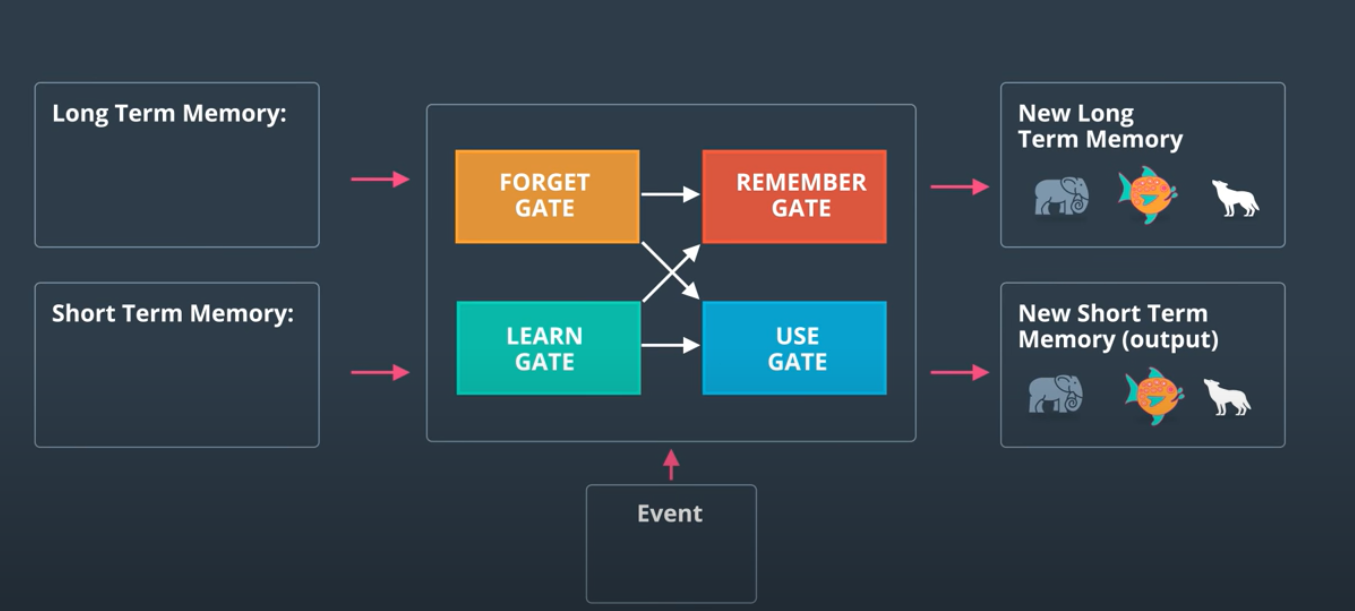 Long Term Memory:
Short Term Memory:
FORGET
GATE
REMEMBER
GATE
LEARN
GATE
USE
GATE
Event
New Long
Term Memory
New Short Term
Memory (output)